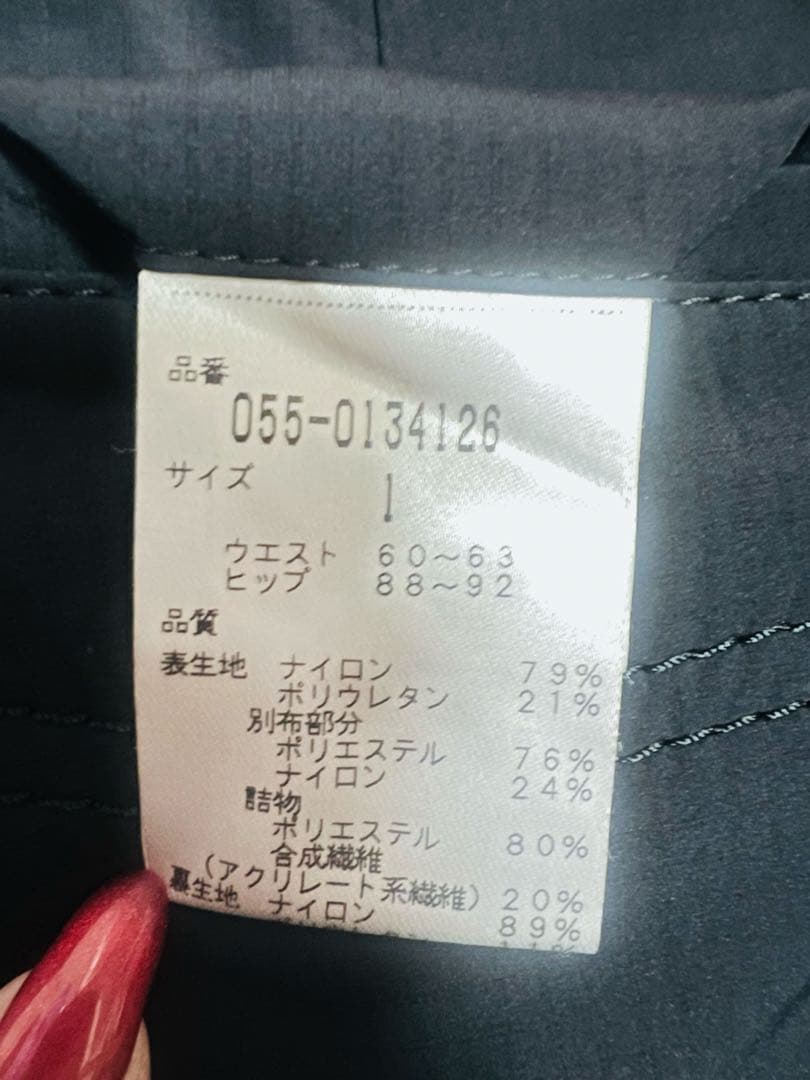 品番
055-0134126
サイズ 1
ウエスト 60~63
ヒップ 88~92
品質
表生地 ナイロン 79%
ポリウレタン 21%
別布部分
ポリエステル 76%
ナイロン 24%
詰物
ポリエステル 80%
合成繊維
(アクリレート系繊維) 20%
裏生地 ナイロン 89%